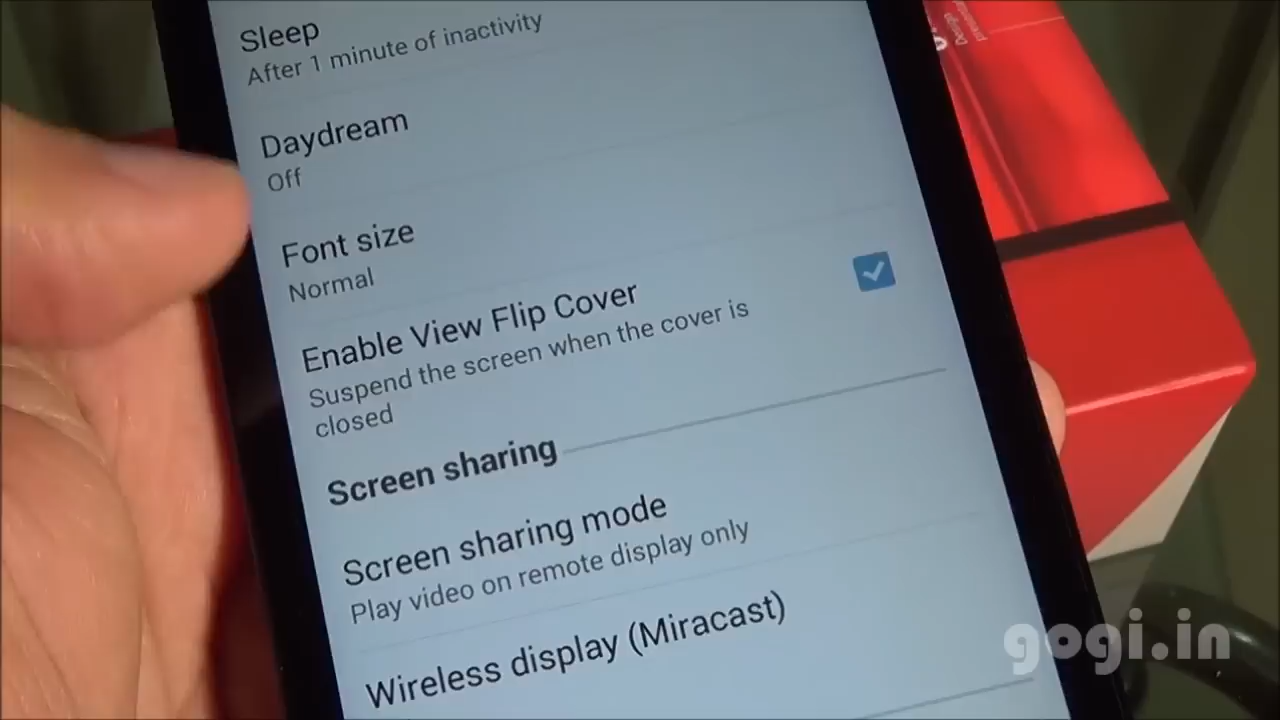 Sleep
After 1 minute of inactivity
Daydream
Off
Font size
Normal
Enable View Flip Cover
Suspend the screen when the cover is
closed
Screen sharing
Screen sharing mode
Play video on remote display only
Wireless display (Miracast)
gogi.in